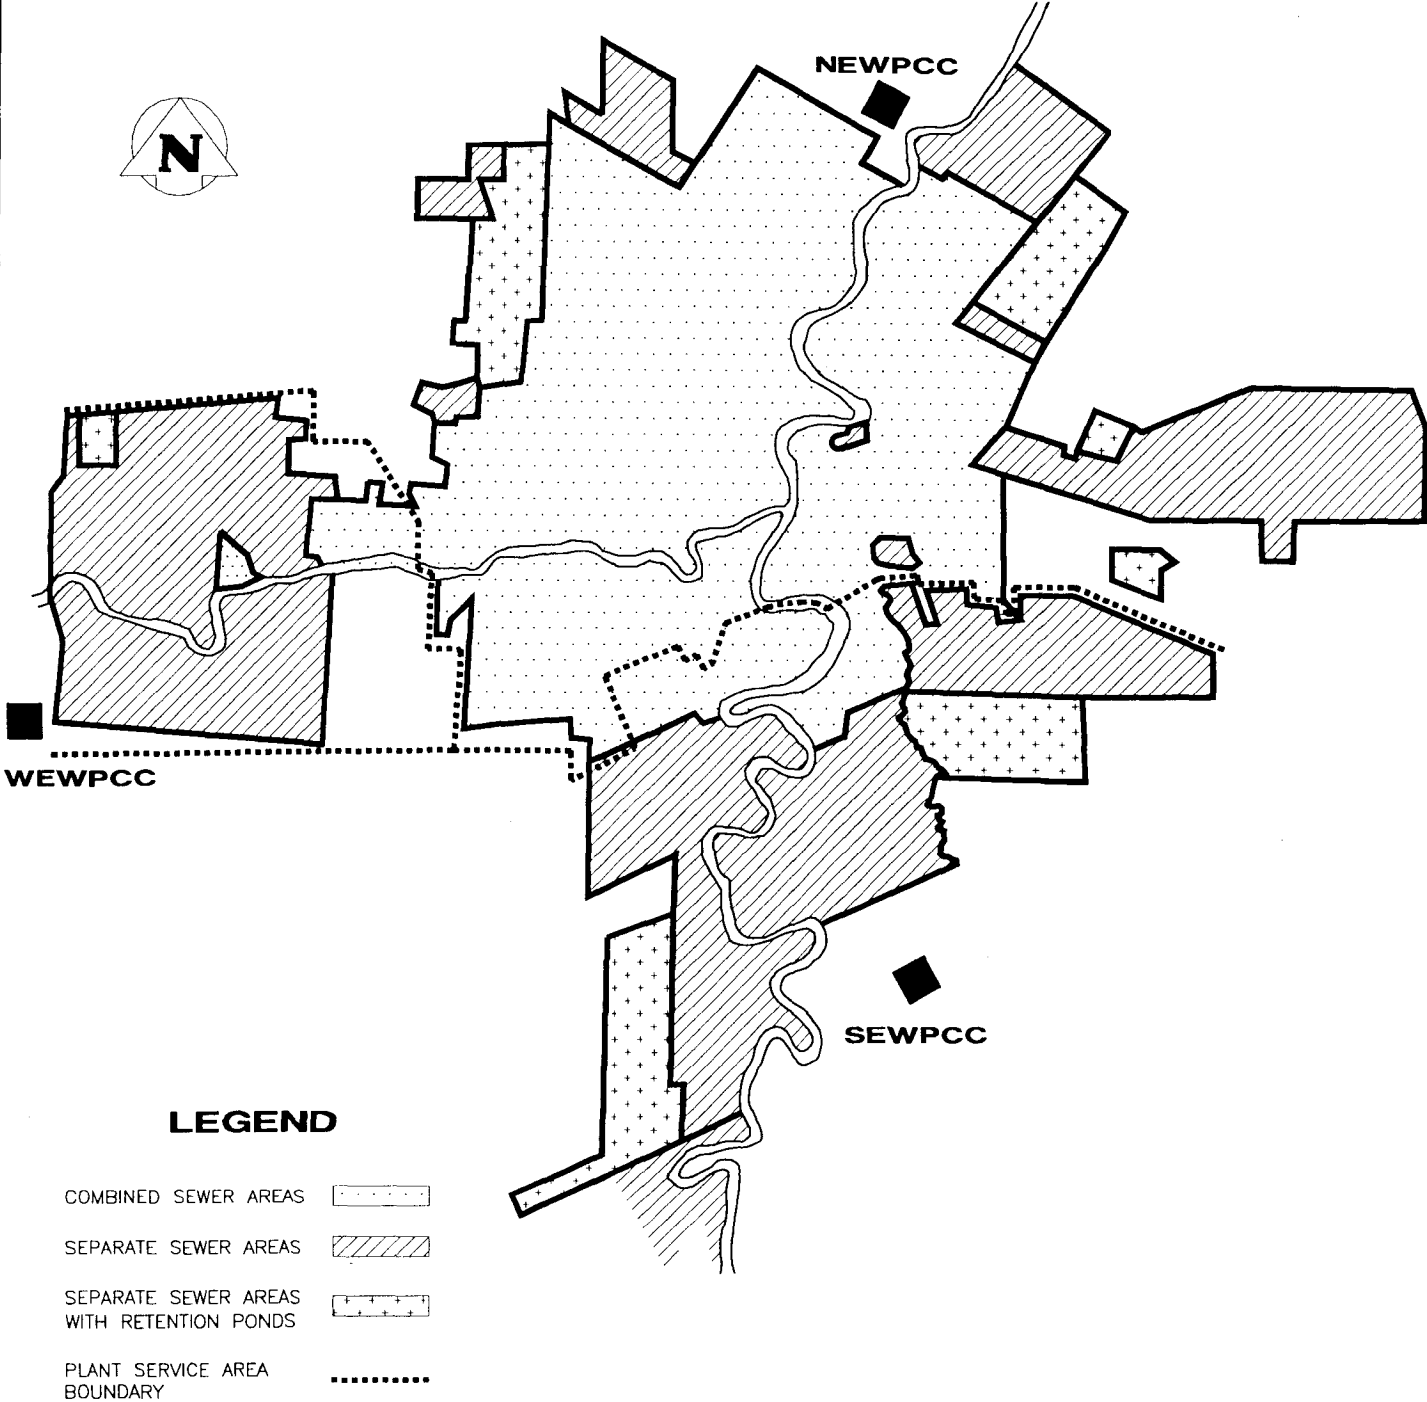 NEWPCC
N
WEWPCC
SEWPCC
LEGEND
COMBINED SEWER AREAS
SEPARATE SEWER AREAS
SEPARATE SEWER AREAS
WITH RETENTION PONDS
PLANT SERVICE AREA
BOUNDARY